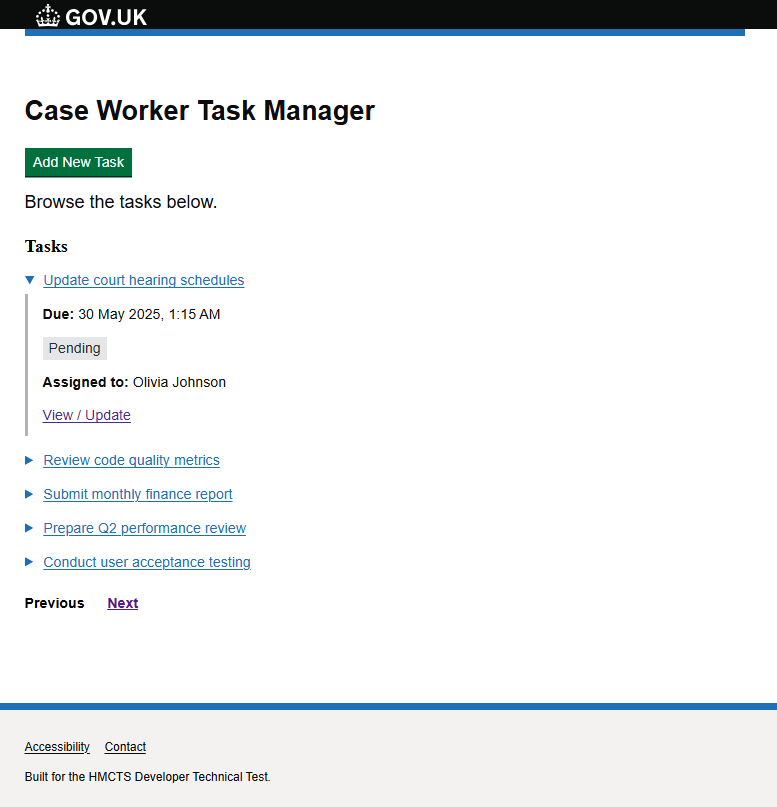 GOV.UK
Case Worker Task Manager
Add New Task
Browse the tasks below.
Tasks
Update court hearing schedules
Due: 30 May 2025, 1:15 AM
Pending
Assigned to: Olivia Johnson
View / Update
Review code quality metrics
Submit monthly finance report
Prepare Q2 performance review
Conduct user acceptance testing
Previous Next
Accessibility Contact
Built for the HMCTS Developer Technical Test.